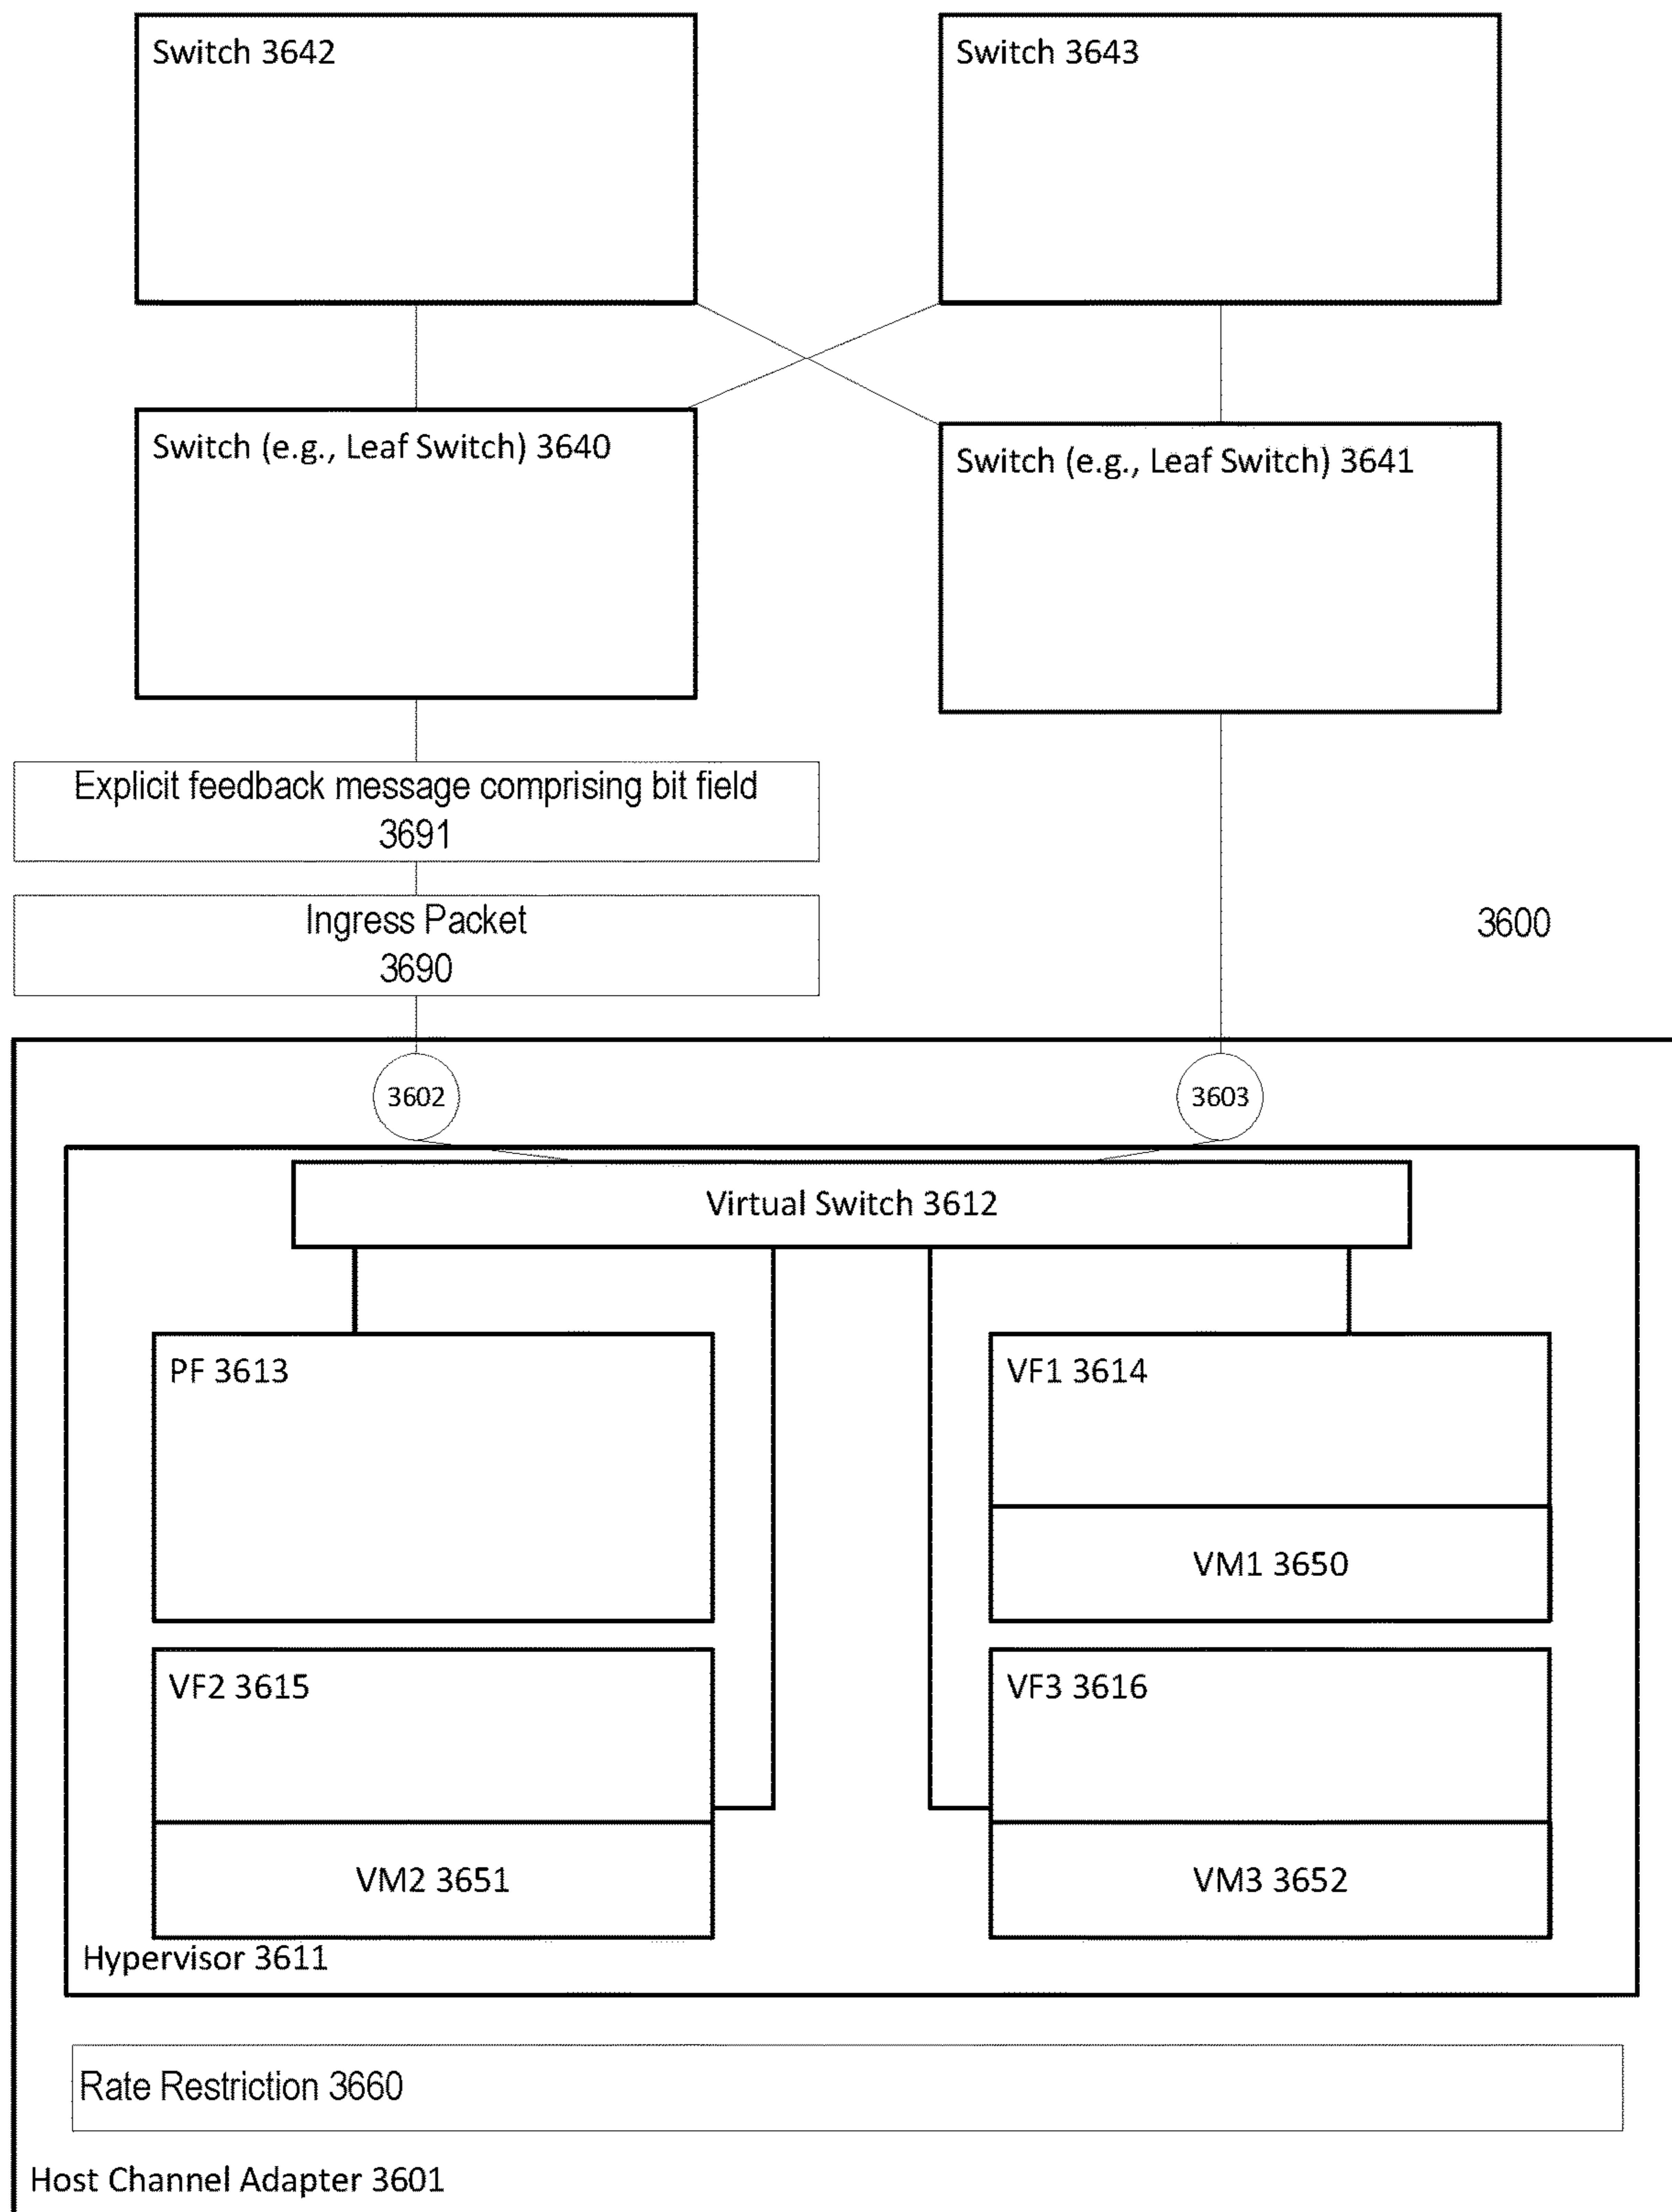 Switch 3642
Switch 3643
Switch (e.g., Leaf Switch) 3640
Switch (e.g., Leaf Switch) 3641
Explicit feedback message comprising bit field
3691
Ingress Packet
3690
3600
3602
3603
Virtual Switch 3612
PF 3613
VF1 3614
VM1 3650
VF2 3615
VF3 3616
VM2 3651
VM3 3652
Hypervisor 3611
Rate Restriction 3660
Host Channel Adapter 3601